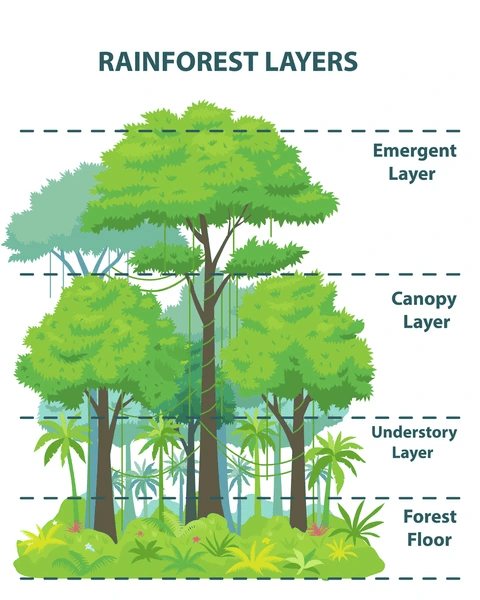 RAINFOREST LAYERS
Emergent
Layer
Canopy
Layer
Understory
Layer
Forest
Floor